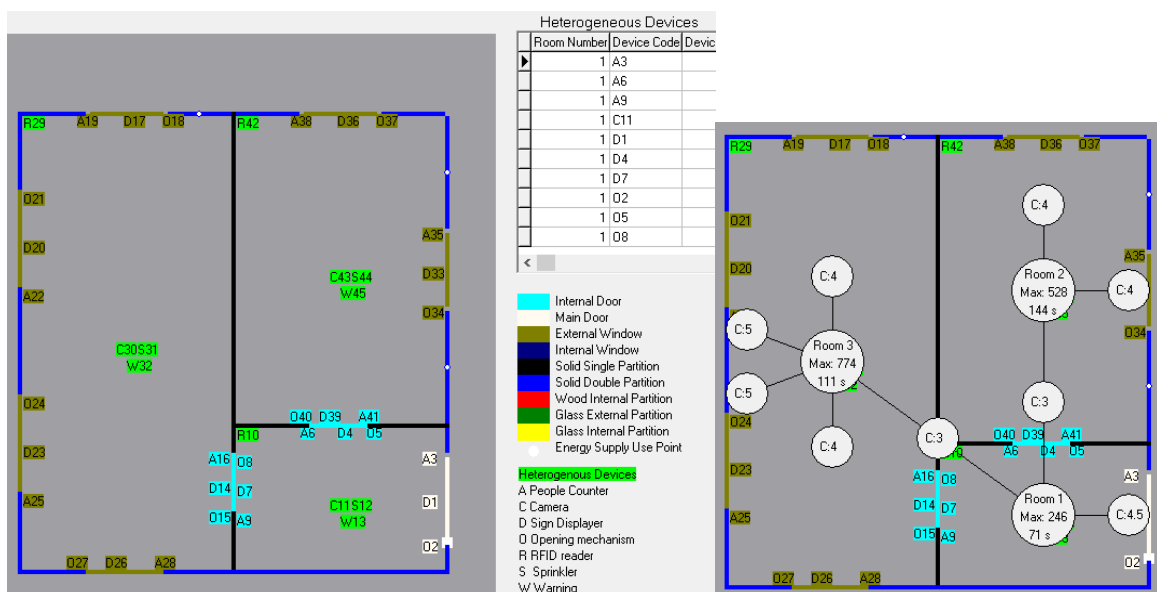 R29 A19 D17 O18 R42 A38 D36 O37
O21
D20
A22
A35
C43S44 D33
W45
O34
C30S31
W32
O24
O40 D39 A41
R10 A6 D4 O5
D23
A16 O8 A3
D14 D7
A25
C11S12 D1
O15 A9 W13
O2
O27 D26 A28
Heterogeneous Devices
Room Number Device Code Devic
1 A3
1 A6
1 A9
1 C11
1 D1
1 D4
1 D7
1 O2
1 O5
1 O8
Internal Door
Main Door
External Window
Internal Window
Solid Single Partition
Solid Double Partition
Wood Internal Partition
Glass External Partition
Glass Internal Partition
Energy Supply Use Point
Heterogenous Devices
A People Counter
C Camera
D Sign Displayer
O Opening mechanism
R RFID reader
S Sprinkler
W Warning
R29 A19 D17 O18 R42 A38 D36 O37
C:4
O21
A35
D20 C:4 Room 2 C:4
Max: 528
144 s
C:5 O34
Room 3
Max: 774
111 s
C:5 C:3
O24
C:4 C:3 O40 D39 A41
A6 D4 O5
D23 A16 O8 A3
D14 D7 Room 1
Max: 246 C:4.5
71 s
A25 O15 A9
O2
O27 D26 A28